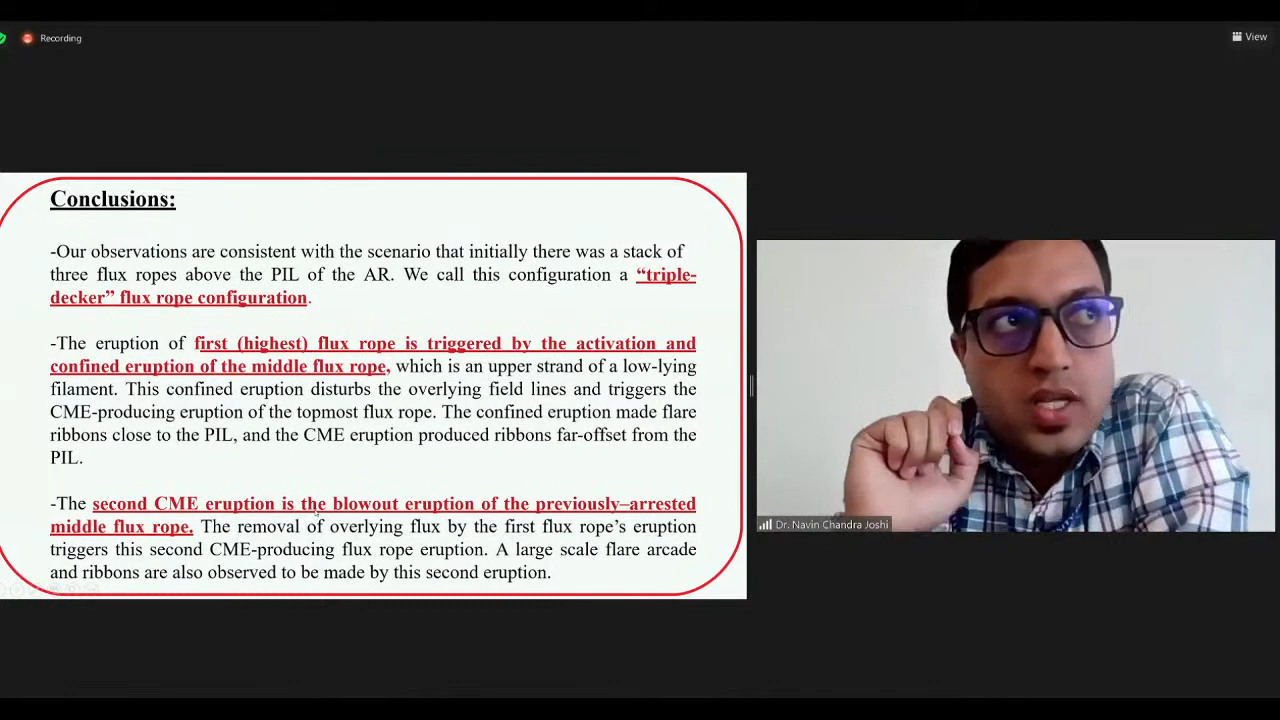 Recording
View
Conclusions:
-Our observations are consistent with the scenario that initially there was a stack of
three flux ropes above the PIL of the AR. We call this configuration a “triple-
decker” flux rope configuration.
-The eruption of first (highest) flux rope is triggered by the activation and
confined eruption of the middle flux rope, which is an upper strand of a low-lying
filament. This confined eruption disturbs the overlying field lines and triggers the
CME-producing eruption of the topmost flux rope. The confined eruption made flare
ribbons close to the PIL, and the CME eruption produced ribbons far-offset from the
PIL.
-The second CME eruption is the blowout eruption of the previously–arrested
middle flux rope. The removal of overlying flux by the first flux rope’s eruption
triggers this second CME-producing flux rope eruption. A large scale flare arcade
and ribbons are also observed to be made by this second eruption.
Dr. Navin Chandra Joshi